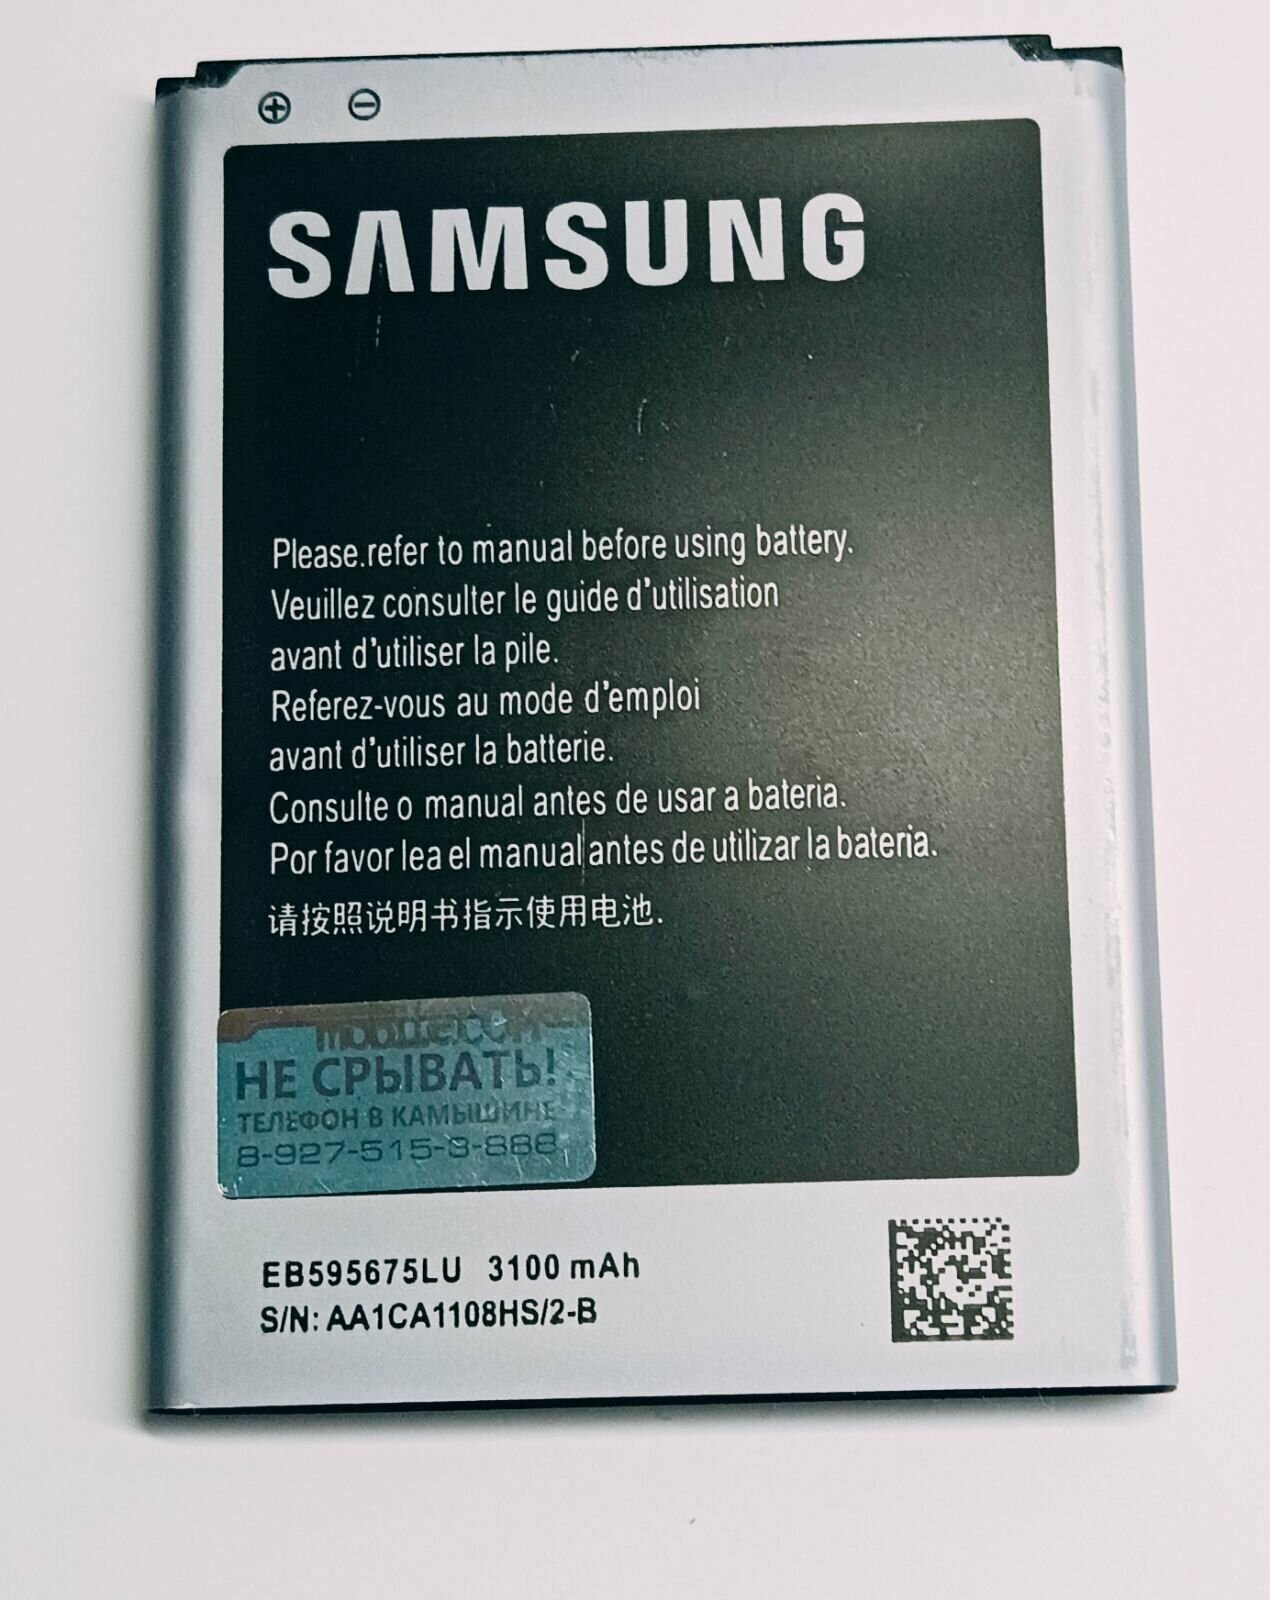 SAMSUNG
Please.refer to manual before using battery.
Veuillez consulter le guide d'utilisation
avant d'utiliser la pile.
Referez-vous au mode d'emploi
avant d'utiliser la batterie.
Consulte o manual antes de usar a bateria.
Por favor lea el manual antes de utilizar la bateria.
请按照说明书指示使用电池.
НЕ СРЫВАТЬ!
ТЕЛЕФОН В КАМЫШИНЕ
8-927-515-8-888
EB595675LU 3100 mAh
S/N: AA1CA1108HS/2-B